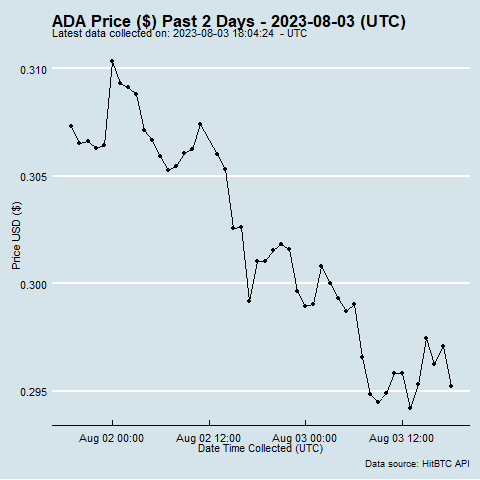 ADA Price ($) Past 2 Days - 2023-08-03 (UTC)
Latest data collected on: 2023-08-03 18:04:24  - UTC
0.310
0.305
0.300
0.295
Price USD ($)
Aug 02 00:00 Aug 02 12:00 Aug 03 00:00 Aug 03 12:00
Date Time Collected (UTC)
Data source: HitBTC API